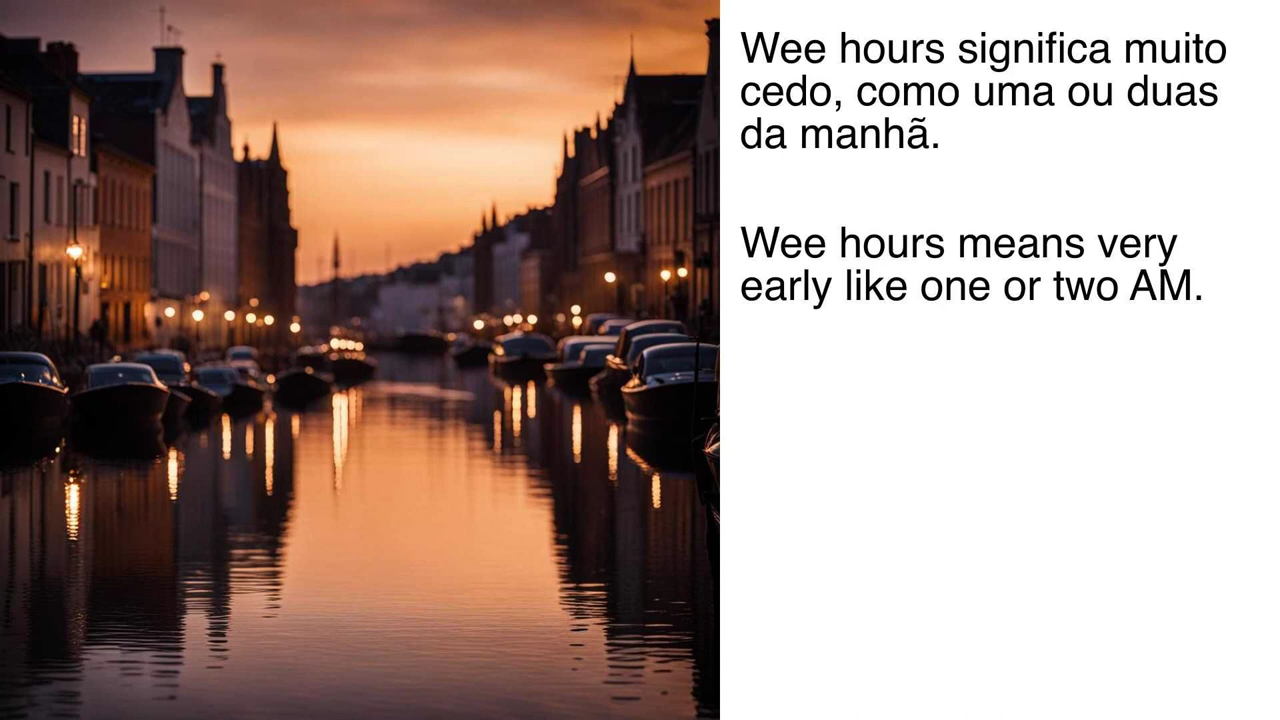 Wee hours significa muito
cedo, como uma ou duas
da manhã.
Wee hours means very
early like one or two AM.